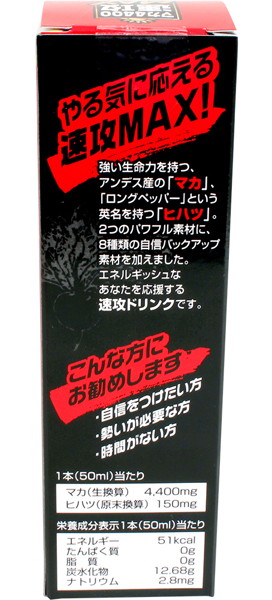 やる気に応える
速攻MAX!
強い生命力を持つ、
アンデス産の「マカ」、
「ロングペッパー」という
英名を持つ「ヒハツ」。
2つのパワフル素材に、
8種類の自信バックアップ
素材を加えました。
エネルギッシュな
あなたを応援する
速攻ドリンクです。
こんな方に
お勧めします
・自信をつけたい方
・勢いが必要な方
・時間がない方
1本(50ml)当たり
マカ(生換算) 4,400mg
ヒハツ(原末換算) 150mg
栄養成分表示1本(50ml)当たり
エネルギー 51kcal
たんぱく質 0g
脂質 0g
炭水化物 12.68g
ナトリウム 2.8mg